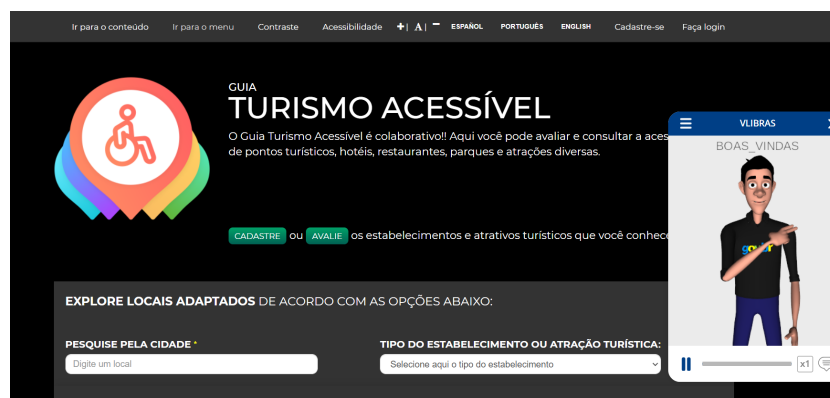 Ir para o conteúdo Ir para o menu Contraste Acessibilidade +| A| - ESPAÑOL PORTUGUÊS ENGLISH Cadastre-se Faça login
GUIA
TURISMO ACESSÍVEL
O Guia Turismo Acessível é colaborativo!! Aqui você pode avaliar e consultar a aces
de pontos turísticos, hotéis, restaurantes, parques e atrações diversas.
CADASTRE ou AVALIE os estabelecimentos e atrativos turísticos que você conhec
VLIBRAS
BOAS_VINDAS
x1
EXPLORE LOCAIS ADAPTADOS DE ACORDO COM AS OPÇÕES ABAIXO:
PESQUISE PELA CIDADE * TIPO DO ESTABELECIMENTO OU ATRAÇÃO TURÍSTICA:
Digite um local Selecione aqui o tipo do estabelecimento